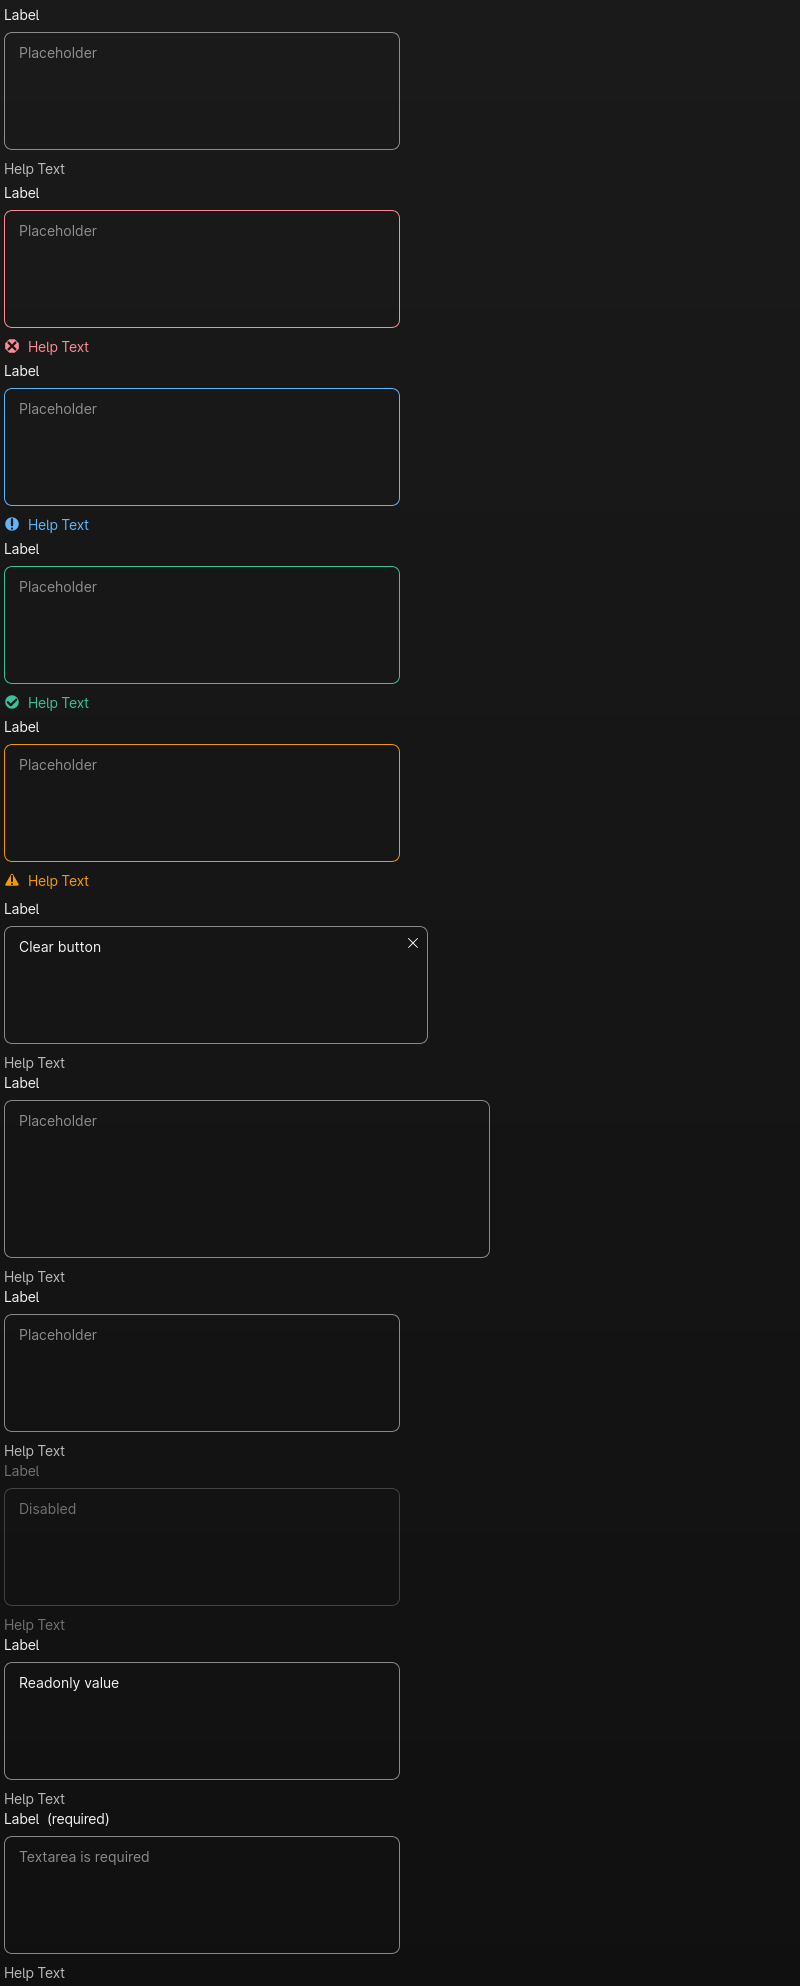 Label
Placeholder
Help Text
Label
Placeholder
Help Text
Label
Placeholder
Help Text
Label
Placeholder
Help Text
Label
Placeholder
Help Text
Label
Clear button
Help Text
Label
Placeholder
Help Text
Label
Placeholder
Help Text
Label
Disabled
Help Text
Label
Readonly value
Help Text
Label (required)
Textarea is required
Help Text